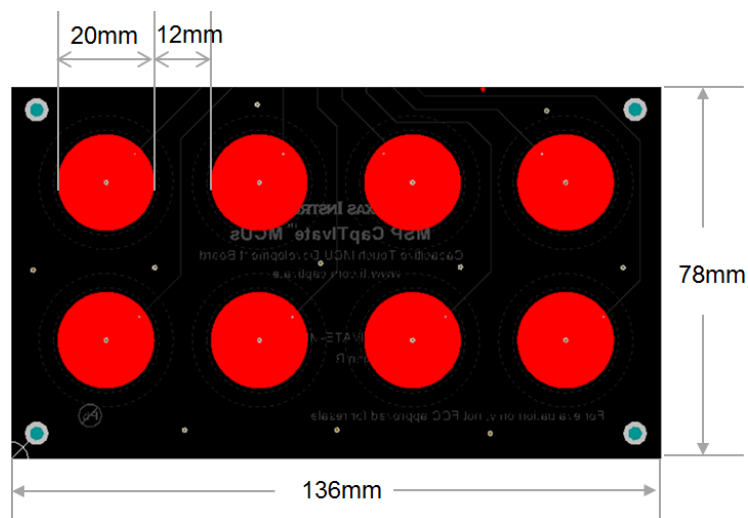 20mm 12mm
MSP CapTIvate™ MCUs
Capacitive Touch MCU Development Board
www.ti.com/captivate
78mm
Pb
For evaluation only; not FCC approved for resale
136mm